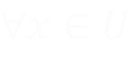 ∀x ∈ U